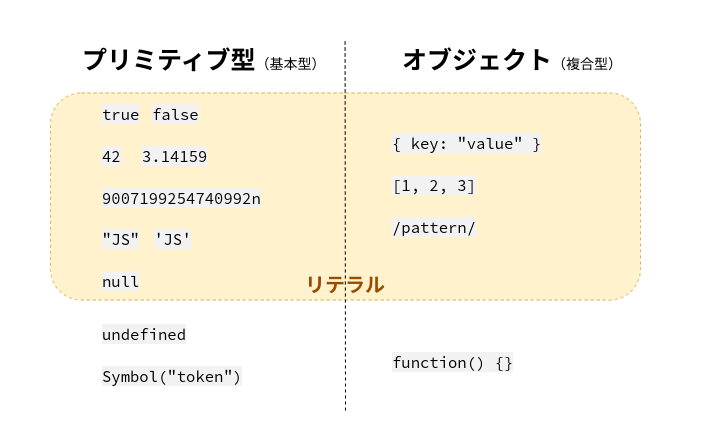 プリミティブ型（基本型）
true false
42 3.14159
9007199254740992n
"JS" 'JS'
null
undefined
Symbol("token")
オブジェクト（複合型）
{ key: "value" }
[1, 2, 3]
/pattern/
function() {}
リテラル